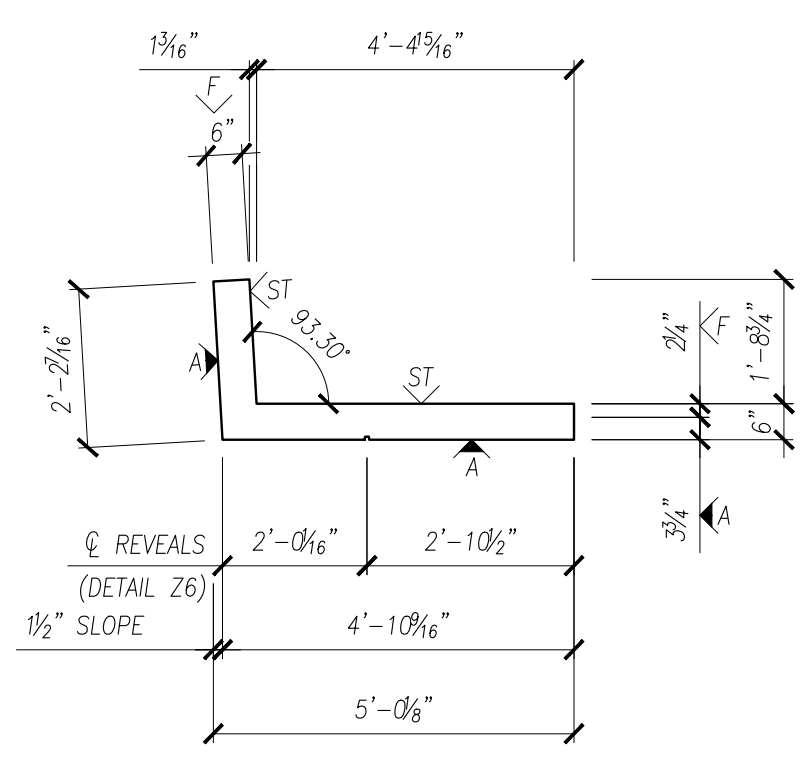 1 3/16" 4'-4 15/16"
F
6"
ST
93.30°
2'-2 7/16"
A
ST
A
2 1/4"
F
1'-8 3/4"
6"
3 3/4"
A
℄ REVEALS 2'-0 1/16" 2'-10 1/2"
(DETAIL Z6)
1 1/2" SLOPE 4'-10 9/16"
5'-0 1/8"